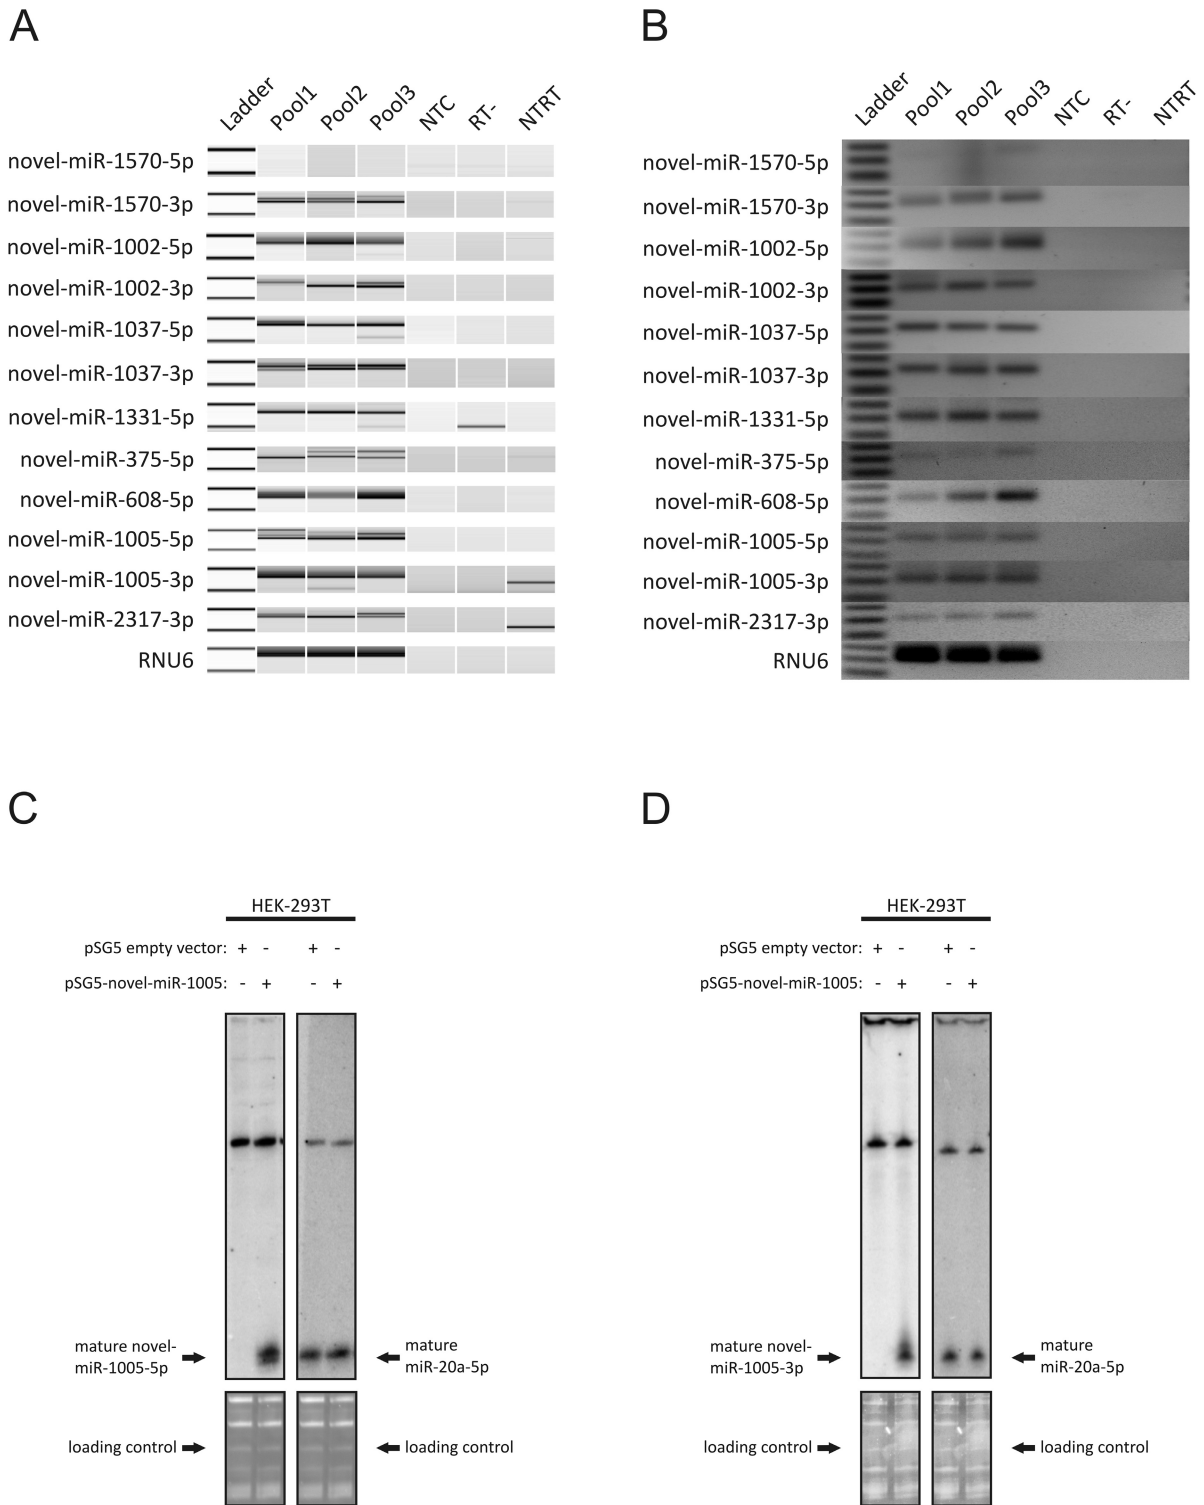 A
Ladder Pool1 Pool2 Pool3 NTC RT- NTRT
novel-miR-1570-5p
novel-miR-1570-3p
novel-miR-1002-5p
novel-miR-1002-3p
novel-miR-1037-5p
novel-miR-1037-3p
novel-miR-1331-5p
novel-miR-375-5p
novel-miR-608-5p
novel-miR-1005-5p
novel-miR-1005-3p
novel-miR-2317-3p
RNU6
B
Ladder Pool1 Pool2 Pool3 NTC RT- NTRT
novel-miR-1570-5p
novel-miR-1570-3p
novel-miR-1002-5p
novel-miR-1002-3p
novel-miR-1037-5p
novel-miR-1037-3p
novel-miR-1331-5p
novel-miR-375-5p
novel-miR-608-5p
novel-miR-1005-5p
novel-miR-1005-3p
novel-miR-2317-3p
RNU6
C
HEK-293T
pSG5 empty vector: + - + -
pSG5-novel-miR-1005: - + - +
mature novel-
miR-1005-5p
mature
miR-20a-5p
loading control
loading control
D
HEK-293T
pSG5 empty vector: + - + -
pSG5-novel-miR-1005: - + - +
mature novel-
miR-1005-3p
mature
miR-20a-5p
loading control
loading control